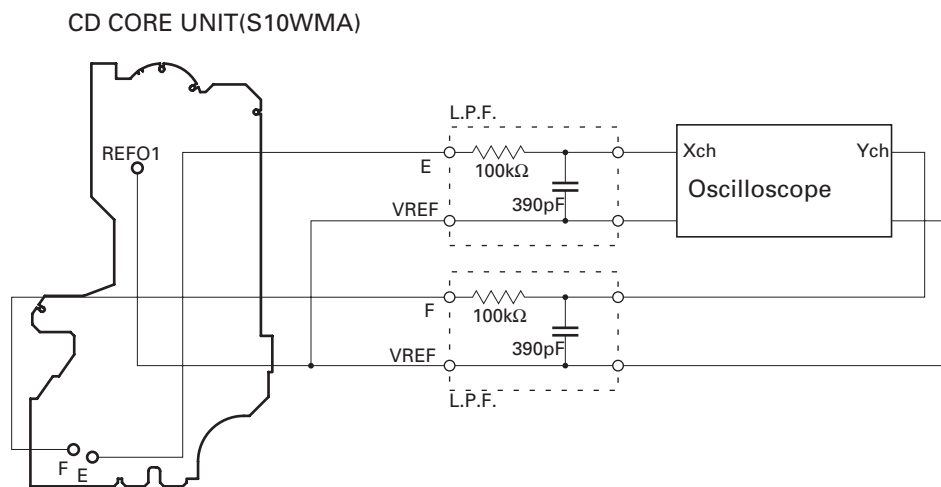 CD CORE UNIT(S10WMA)
L.P.F.
REFO1
E
100kΩ
390pF
VREF
Xch
Ych
Oscilloscope
F
100kΩ
390pF
VREF
L.P.F.
F
E